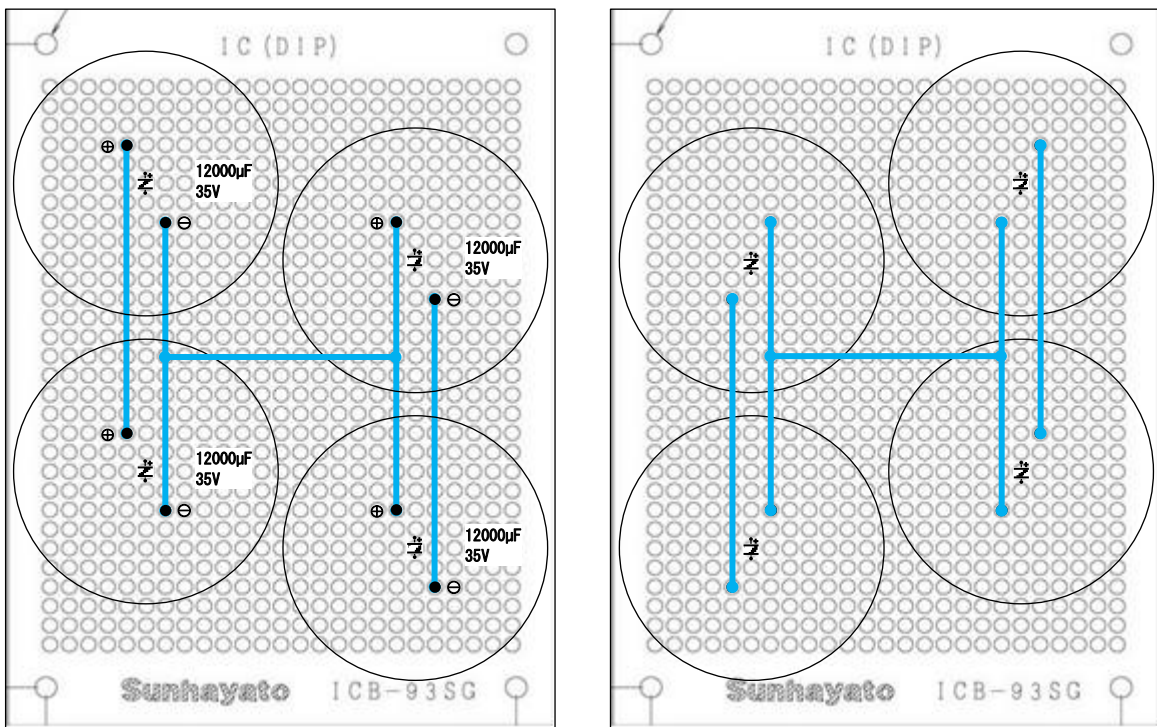 IC(DIP)
⊕
12000μF
35V
⊖
⊕
12000μF
35V
⊖
⊕
12000μF
35V
⊖
⊕
12000μF
35V
⊖
Sunhayato ICB-93SG
IC(DIP)
Sunhayato ICB-93SG